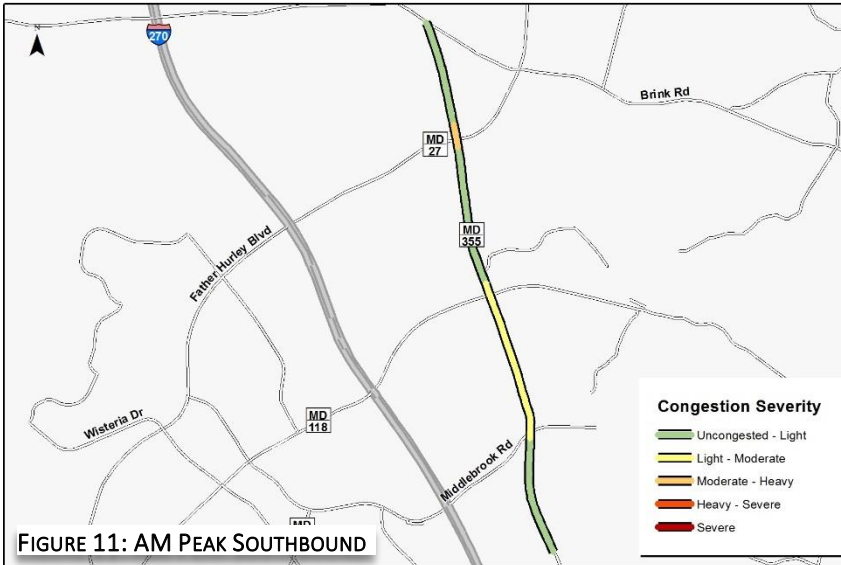 N
270
Brink Rd
MD
27
MD
355
Father Hurley Blvd
Wisteria Dr
MD
118
Middlebrook Rd
MD
Congestion Severity
Uncongested - Light
Light - Moderate
Moderate - Heavy
Heavy - Severe
Severe
FIGURE 11: AM PEAK SOUTHBOUND